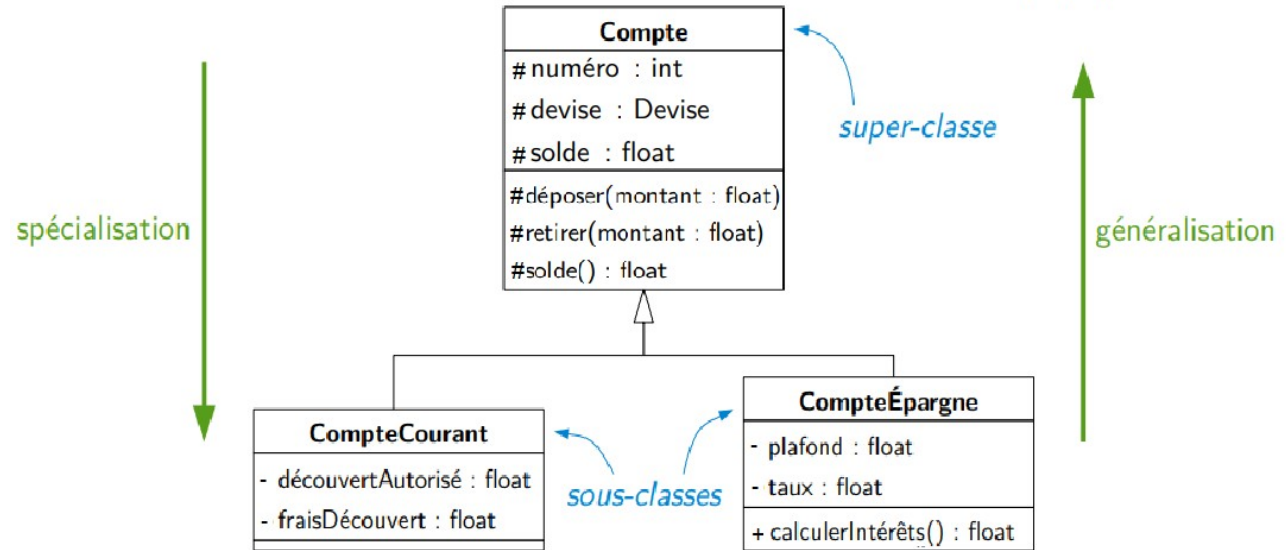 Compte
# numéro : int
# devise : Devise
# solde : float
#déposer(montant : float)
#retirer(montant : float)
#solde() : float
super-classe
spécialisation
généralisation
CompteCourant
- découvertAutorisé : float
- fraisDécouvert : float
sous-classes
CompteÉpargne
- plafond : float
- taux : float
+ calculerIntérêts() : float